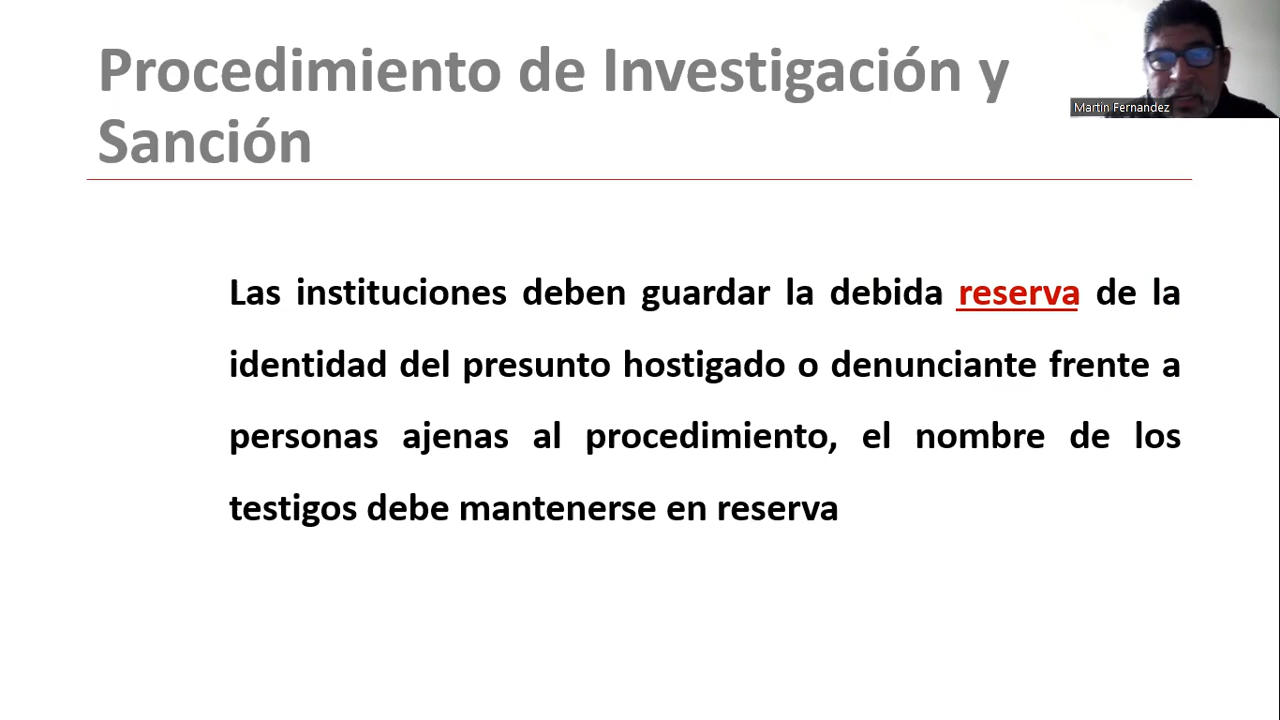 Procedimiento de Investigación y
Sanción
Martin Fernandez
Las instituciones deben guardar la debida reserva de la
identidad del presunto hostigado o denunciante frente a
personas ajenas al procedimiento, el nombre de los
testigos debe mantenerse en reserva